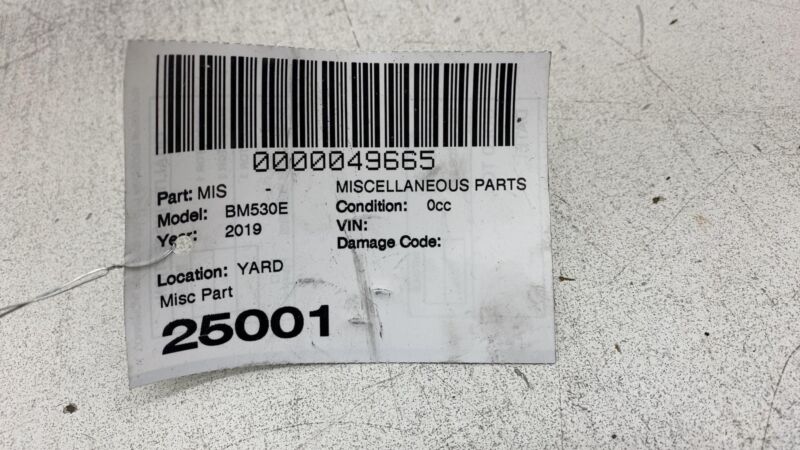 0000049665
Part: MIS - MISCELLANEOUS PARTS
Model: BM530E Condition: 0cc
Year: 2019 VIN:
Damage Code:
Location: YARD
Misc Part
25001